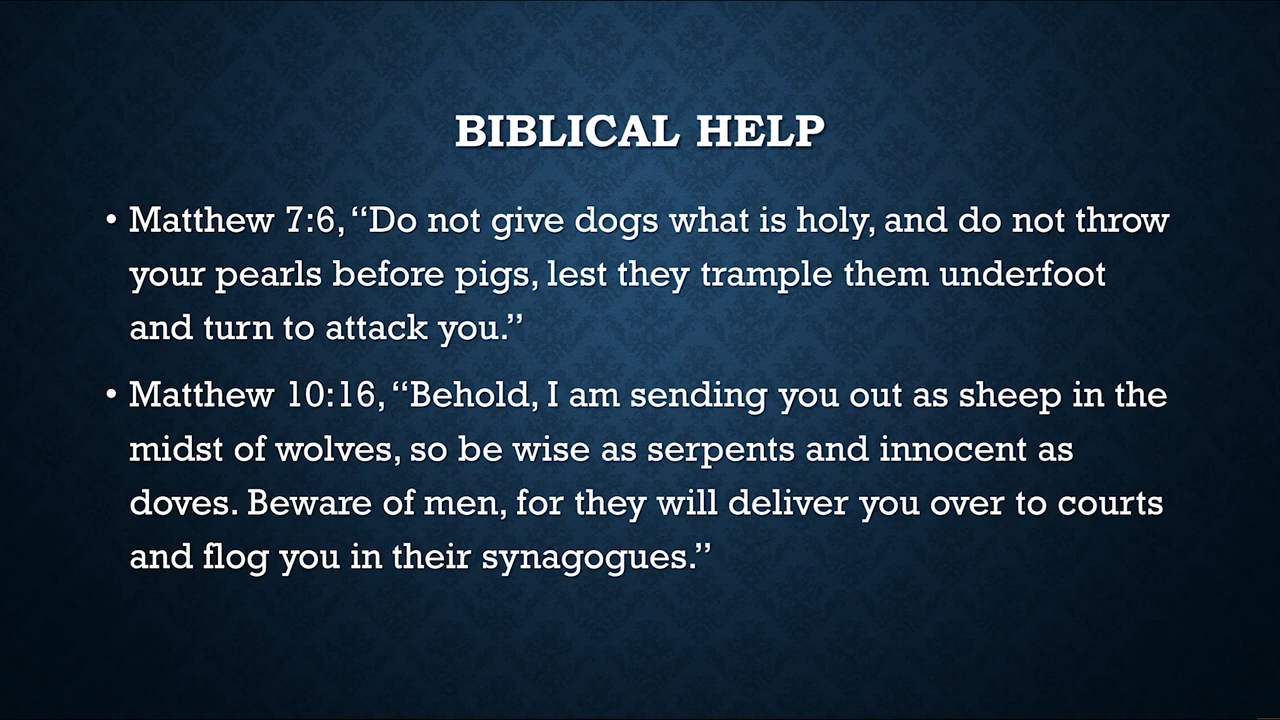 BIBLICAL HELP
• Matthew 7:6, “Do not give dogs what is holy, and do not throw
your pearls before pigs, lest they trample them underfoot
and turn to attack you.”
• Matthew 10:16, “Behold, I am sending you out as sheep in the
midst of wolves, so be wise as serpents and innocent as
doves. Beware of men, for they will deliver you over to courts
and flog you in their synagogues.”